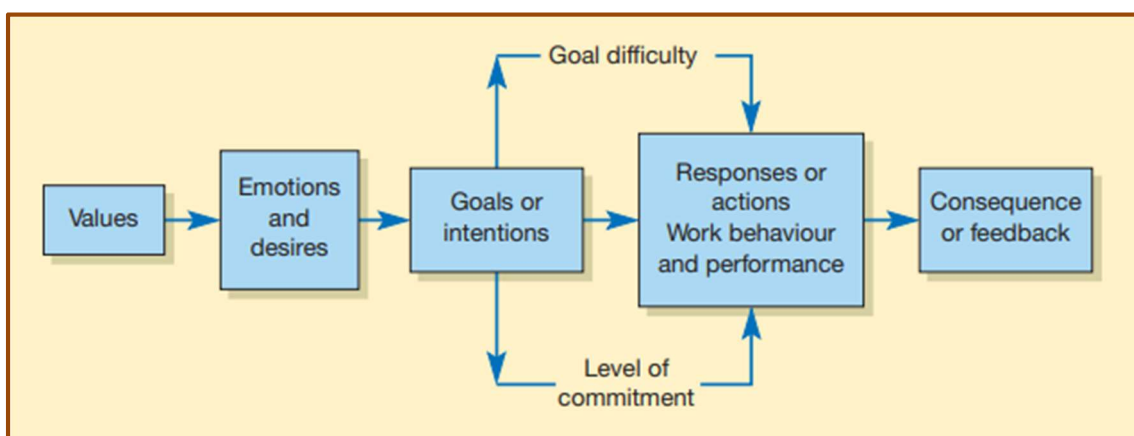 Goal difficulty
Values
Emotions
and
desires
Goals or
intentions
Responses or
actions
Work behaviour
and performance
Consequence
or feedback
Level of
commitment